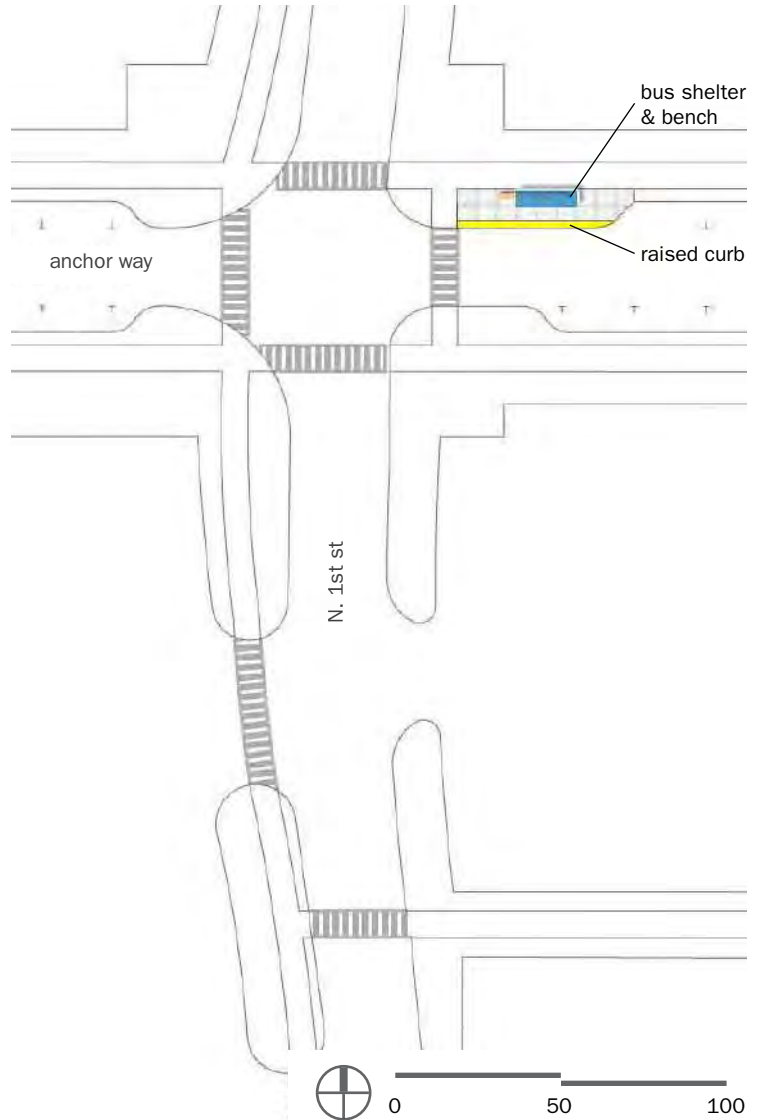 bus shelter
& bench
anchor way
raised curb
N. 1st st
0 50 100